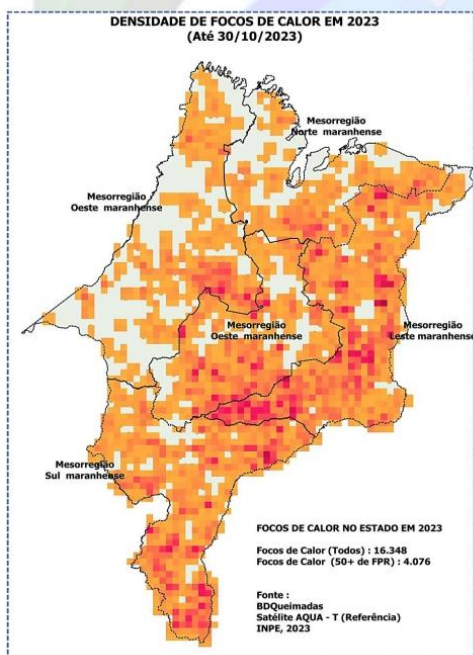 DENSIDADE DE FOCOS DE CALOR EM 2023
(Até 30/10/2023)
Mesorregião
Norte maranhense
Mesorregião
Oeste maranhense
Mesorregião
Oeste maranhense
Mesorregião
Leste maranhense
Mesorregião
Sul maranhense
FOCOS DE CALOR NO ESTADO EM 2023
Focos de Calor (Todos) : 16.348
Focos de Calor (50+ de FPR) : 4.076
Fonte :
BDQueimadas
Satélite AQUA - T (Referência)
INPE, 2023